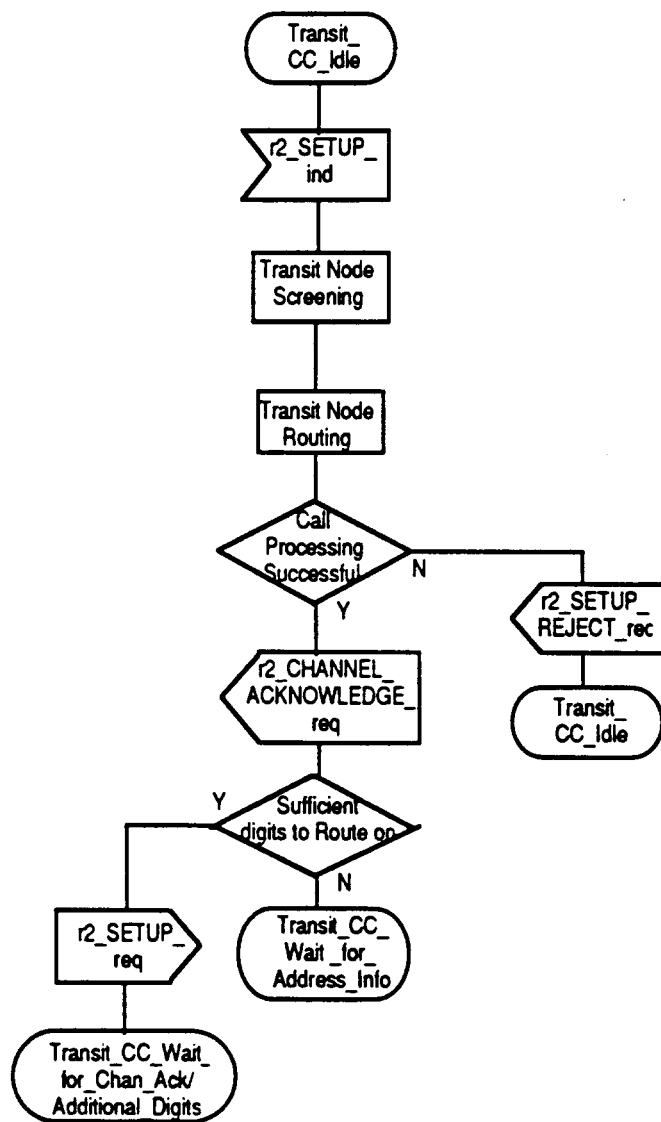 Transit_
CC_Idle
r2_SETUP_
ind
Transit Node
Screening
Transit Node
Routing
Call
Processing
Successful
N
Y
r2_SETUP_
REJECT_req
Transit_
CC_Idle
r2_CHANNEL_
ACKNOWLEDGE_
req
Y
Sufficient
digits to Route on
N
r2_SETUP_
req
Transit_CC_
Wait_for_
Address_Info
Transit_CC_Wait_
for_Chan_Ack/
Additional_Digits